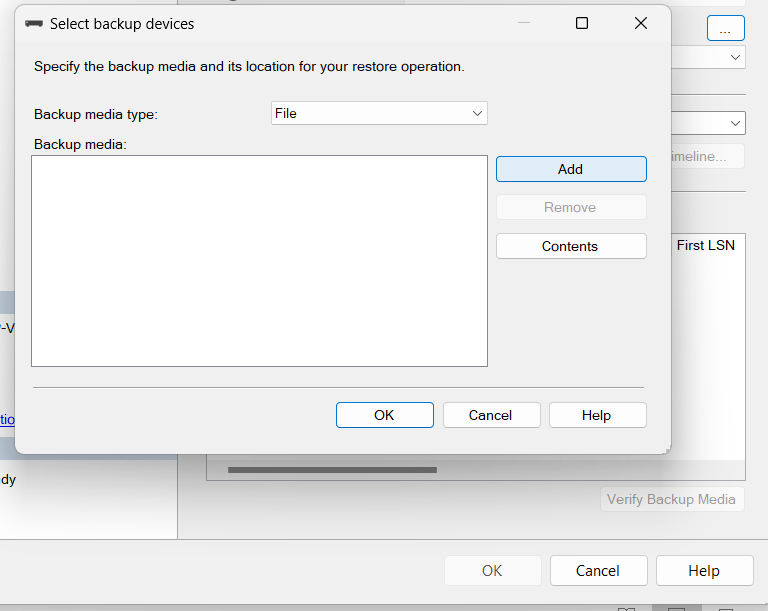 Select backup devices
...
Specify the backup media and its location for your restore operation.
Backup media type:
File
Backup media:
Add
imeline...
Remove
Contents
First LSN
-V
tio
OK
Cancel
Help
dy
Verify Backup Media
OK
Cancel
Help